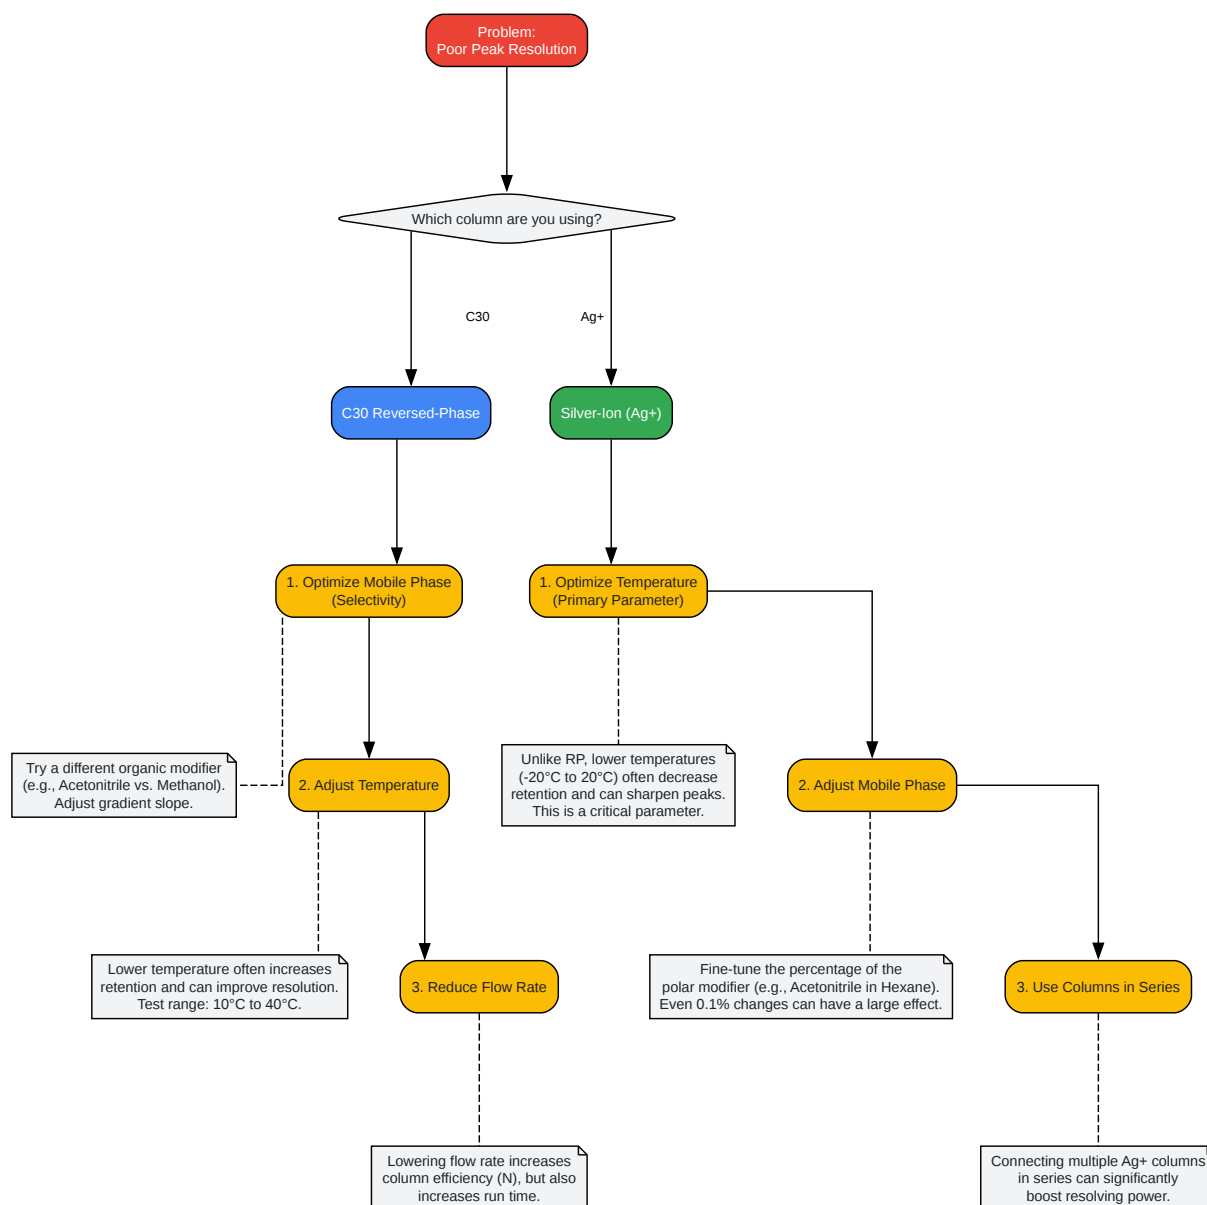 Problem:
Poor Peak Resolution
Which column are you using?
C30
Ag+
C30 Reversed-Phase
Silver-Ion (Ag+)
1. Optimize Mobile Phase
(Selectivity)
1. Optimize Temperature
(Primary Parameter)
Try a different organic modifier
(e.g., Acetonitrile vs. Methanol).
Adjust gradient slope.
2. Adjust Temperature
Unlike RP, lower temperatures
(-20°C to 20°C) often decrease
retention and can sharpen peaks.
This is a critical parameter.
2. Adjust Mobile Phase
Lower temperature often increases
retention and can improve resolution.
Test range: 10°C to 40°C.
3. Reduce Flow Rate
Fine-tune the percentage of the
polar modifier (e.g., Acetonitrile in Hexane).
Even 0.1% changes can have a large effect.
3. Use Columns in Series
Lowering flow rate increases
column efficiency (N), but also
increases run time.
Connecting multiple Ag+ columns
in series can significantly
boost resolving power.